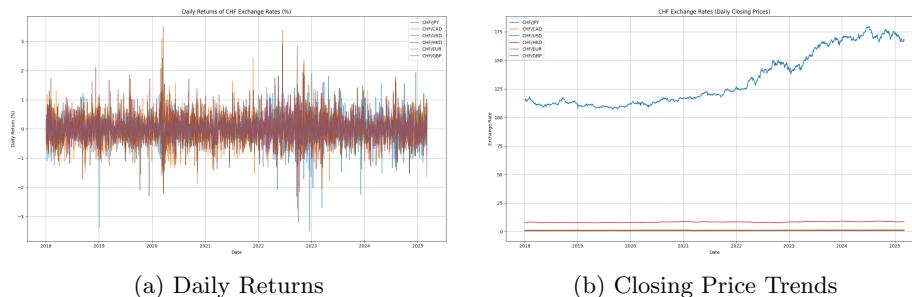 Daily Returns of CHF Exchange Rates (%)
CHF/JPY
CHF/CAD
CHF/USD
CHF/HKD
CHF/EUR
CHF/GBP
3
2
1
0
-1
-2
-3
Daily Return (%)
2018
2019
2020
2021
2022
2023
2024
2025
Date
(a) Daily Returns
CHF Exchange Rates (Daily Closing Prices)
CHF/JPY
CHF/CAD
CHF/USD
CHF/HKD
CHF/EUR
CHF/GBP
175
150
125
100
75
50
25
0
Exchange Rate
2018
2019
2020
2021
2022
2023
2024
2025
Date
(b) Closing Price Trends